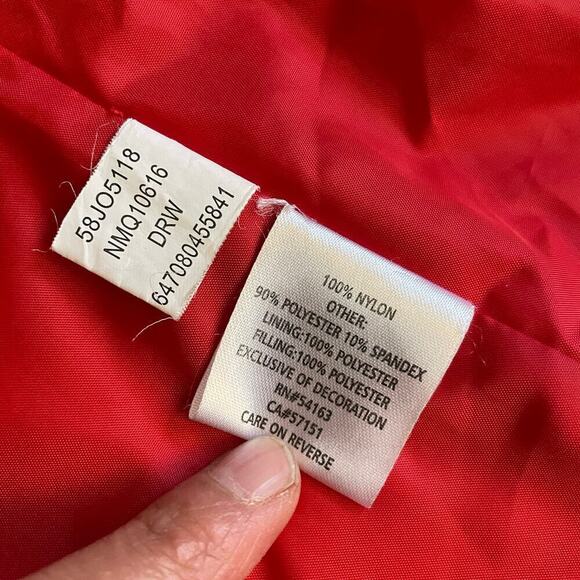 58JO5118
NMQ10616
DRW
647080455841
100% NYLON
OTHER:
90% POLYESTER 10% SPANDEX
LINING:100% POLYESTER
FILLING:100% POLYESTER
EXCLUSIVE OF DECORATION
RN#54163
CA#57151
CARE ON REVERSE